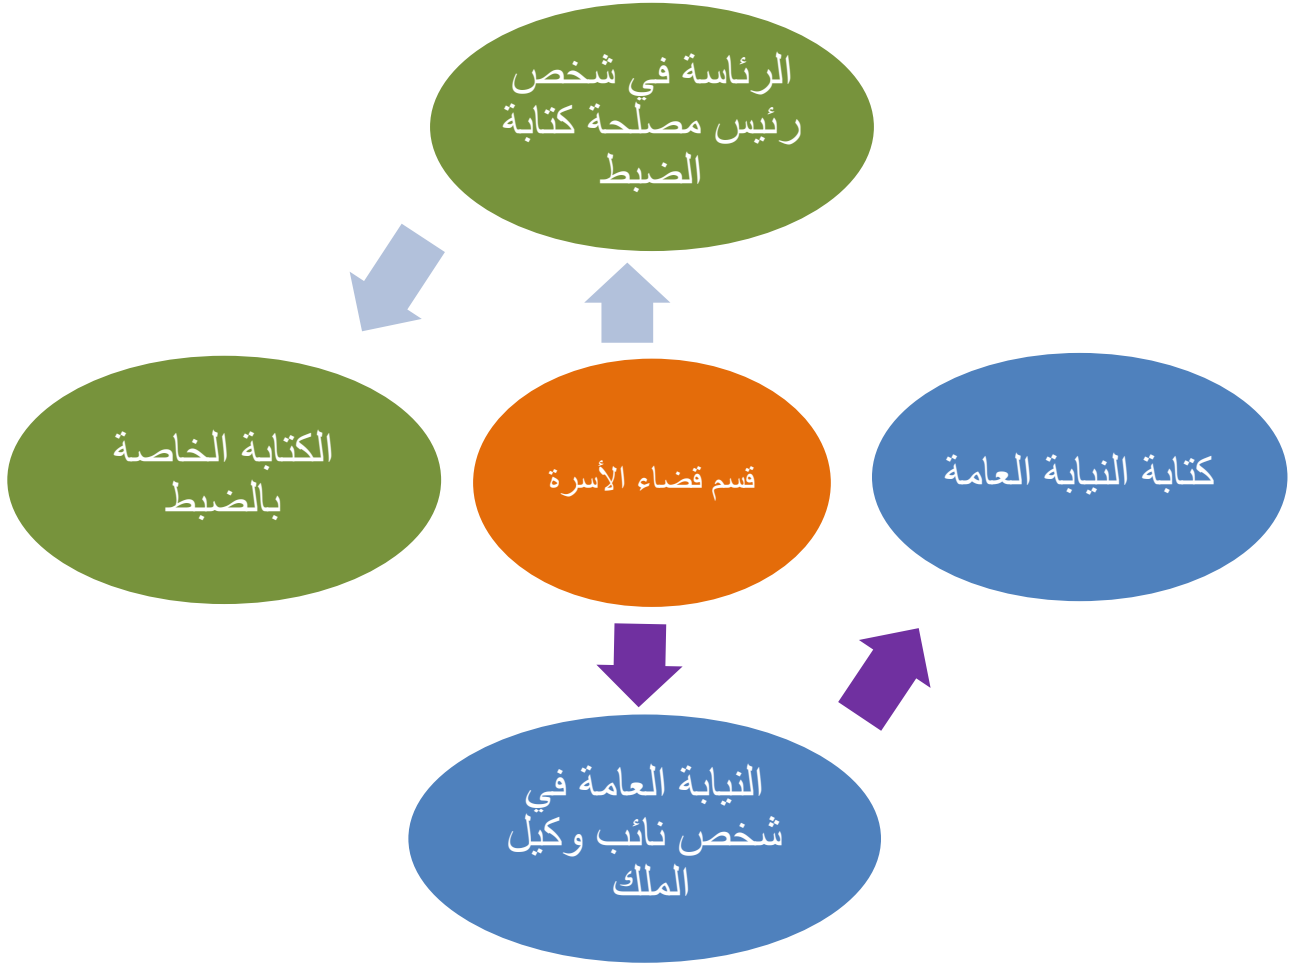 الرئاسة في شخص
رئيس مصلحة كتابة
الضبط
كتابة النيابة العامة
قسم قضاء الأسرة
الكتابة الخاصة
بالضبط
النيابة العامة في
شخص نائب وكيل
الملك